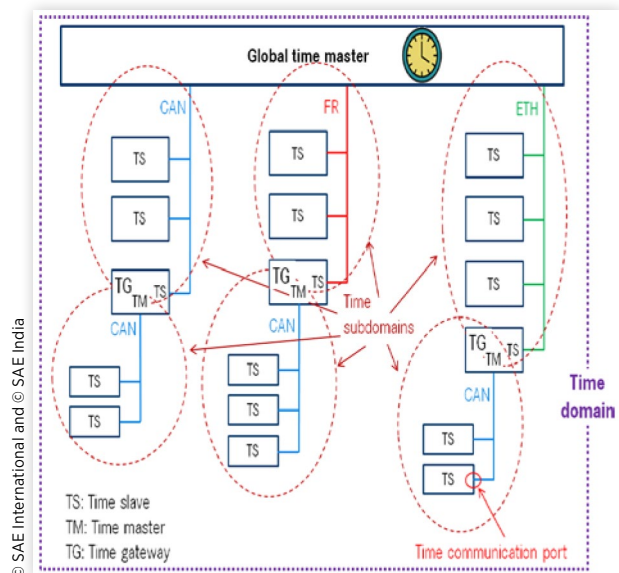 Global time master
CAN
FR
ETH
TS
TS
TS
TS
TS
TS
TS
TG
TM
TS
CAN
TG
TM
TS
CAN
TG
TM
TS
CAN
Time
subdomains
TS
TS
TS
TS
TS
TS
TS
Time
domain
TS: Time slave
TM: Time master
TG: Time gateway
Time communication port
© SAE International and © SAE India